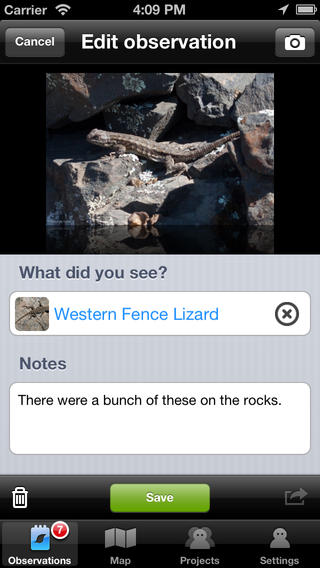 Carrier 4:09 PM
Cancel Edit observation
What did you see?
Western Fence Lizard
Notes
There were a bunch of these on the rocks.
Save
7
Observations Map Projects Settings